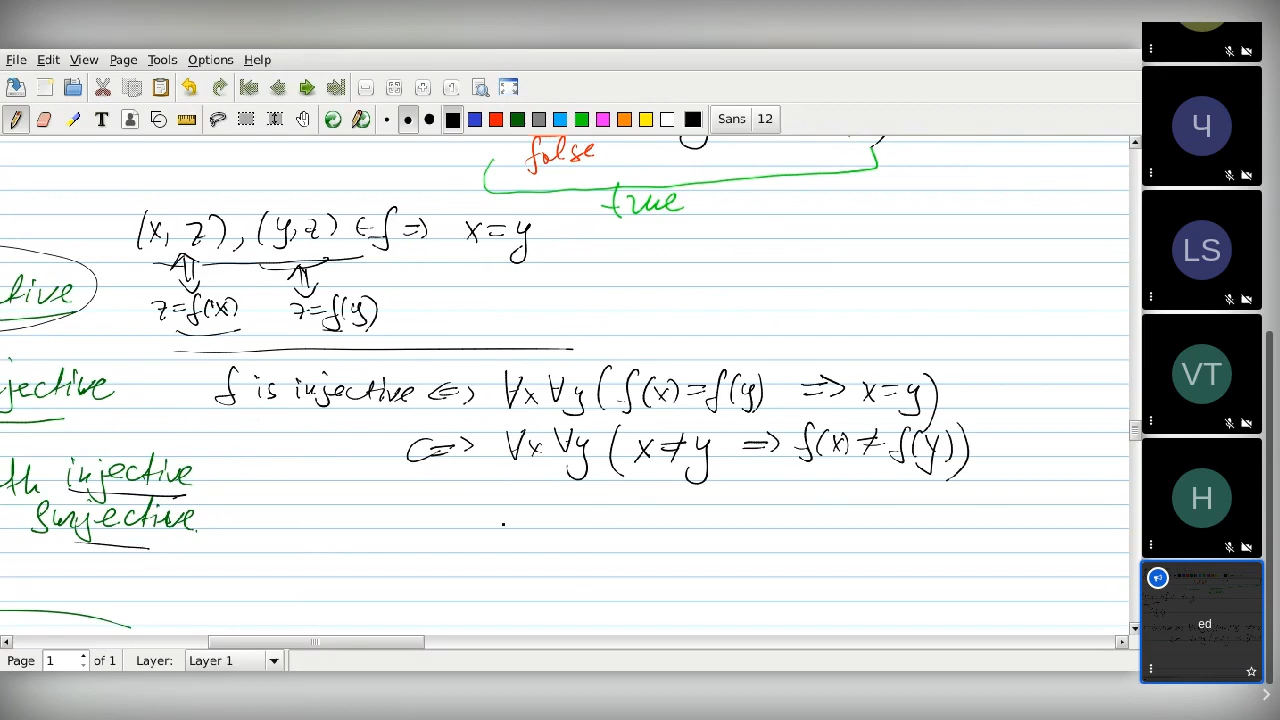 File Edit View Page Tools Options Help
Sans 12
false
true
(x, z), (y, z) ∈ f ⇒ x = y
z = f(x) z = f(y)
f is injective ⇔ ∀x ∀y ( f(x) = f(y) ⇒ x = y )
⇔ ∀x ∀y ( x ≠ y ⇒ f(x) ≠ f(y) )
tive
jective
th injective
surjective.
Page 1 of 1 Layer: Layer 1
Ч
LS
VT
H
ed